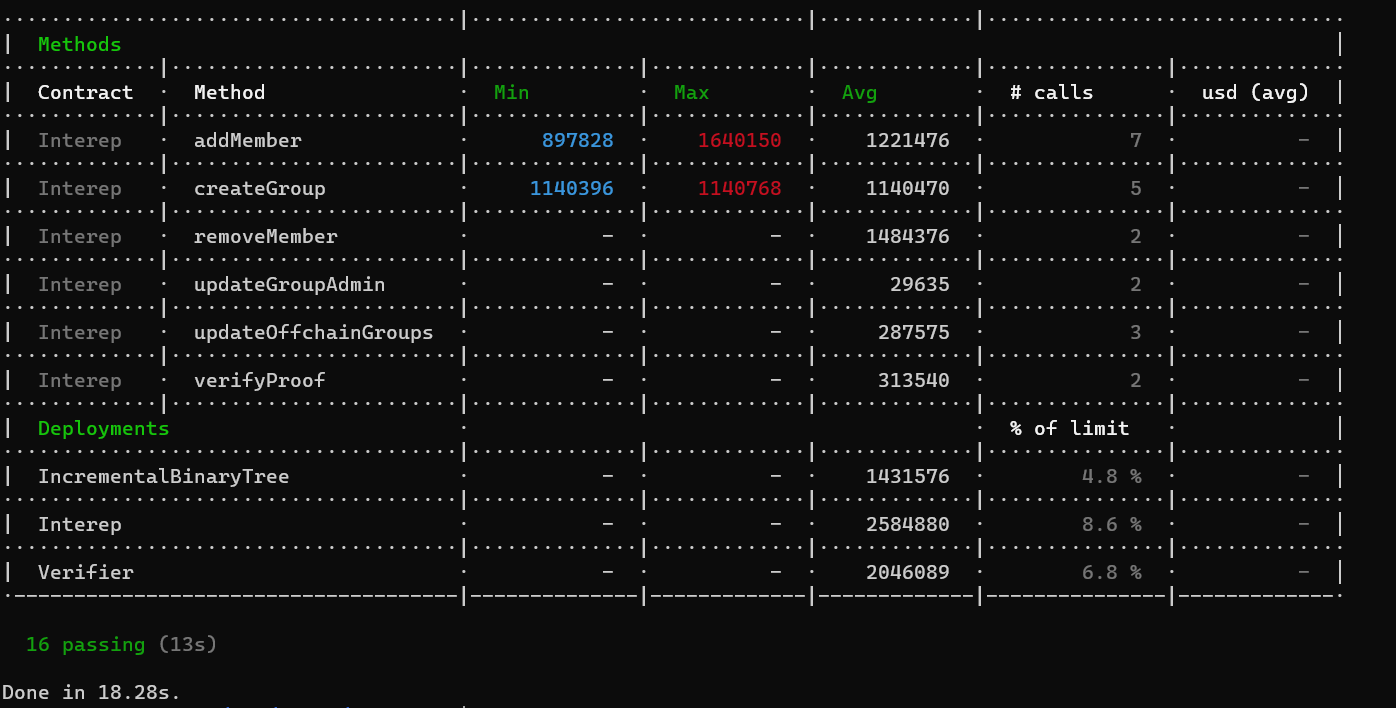 Methods
Contract · Method · Min · Max · Avg · # calls · usd (avg)
Interep · addMember · 897828 · 1640150 · 1221476 · 7 · -
Interep · createGroup · 1140396 · 1140768 · 1140470 · 5 · -
Interep · removeMember · - · - · 1484376 · 2 · -
Interep · updateGroupAdmin · - · - · 29635 · 2 · -
Interep · updateOffchainGroups · - · - · 287575 · 3 · -
Interep · verifyProof · - · - · 313540 · 2 · -
Deployments · · % of limit ·
IncrementalBinaryTree · - · - · 1431576 · 4.8 % · -
Interep · - · - · 2584880 · 8.6 % · -
Verifier · - · - · 2046089 · 6.8 % · -
16 passing (13s)
Done in 18.28s.